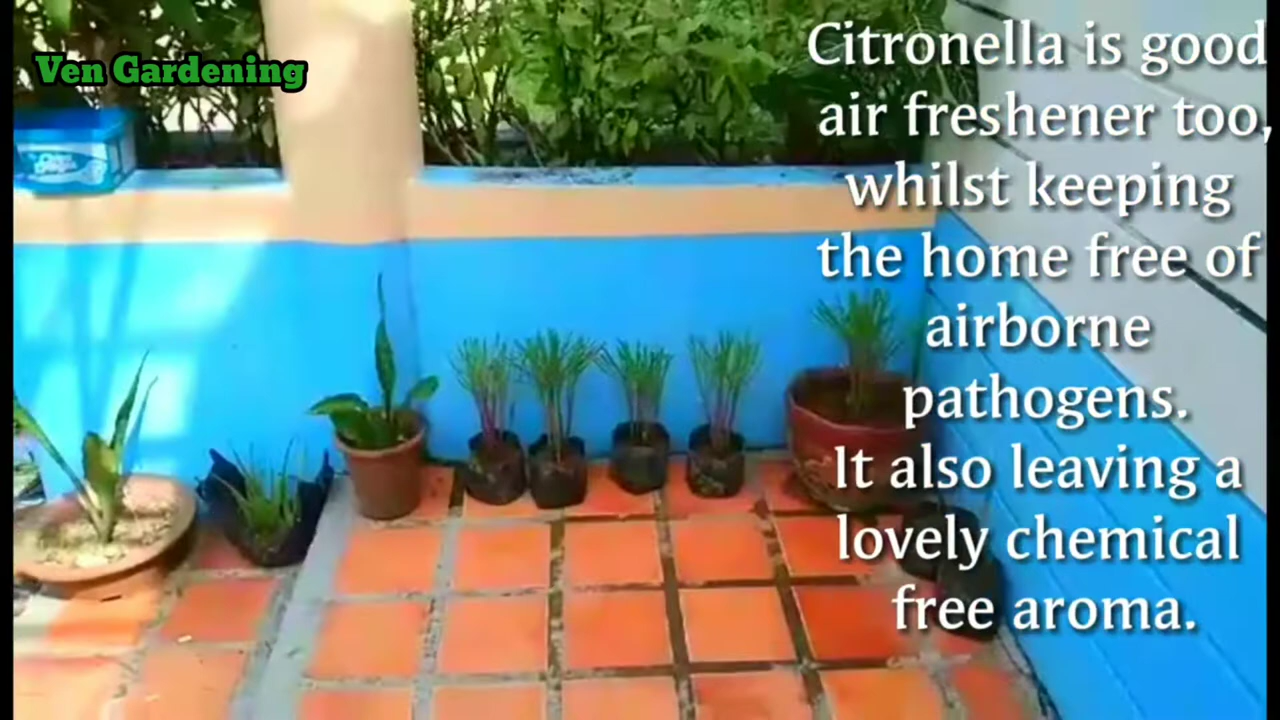 Ven Gardening
Citronella is good
air freshener too,
whilst keeping
the home free of
airborne
pathogens.
It also leaving a
lovely chemical
free aroma.